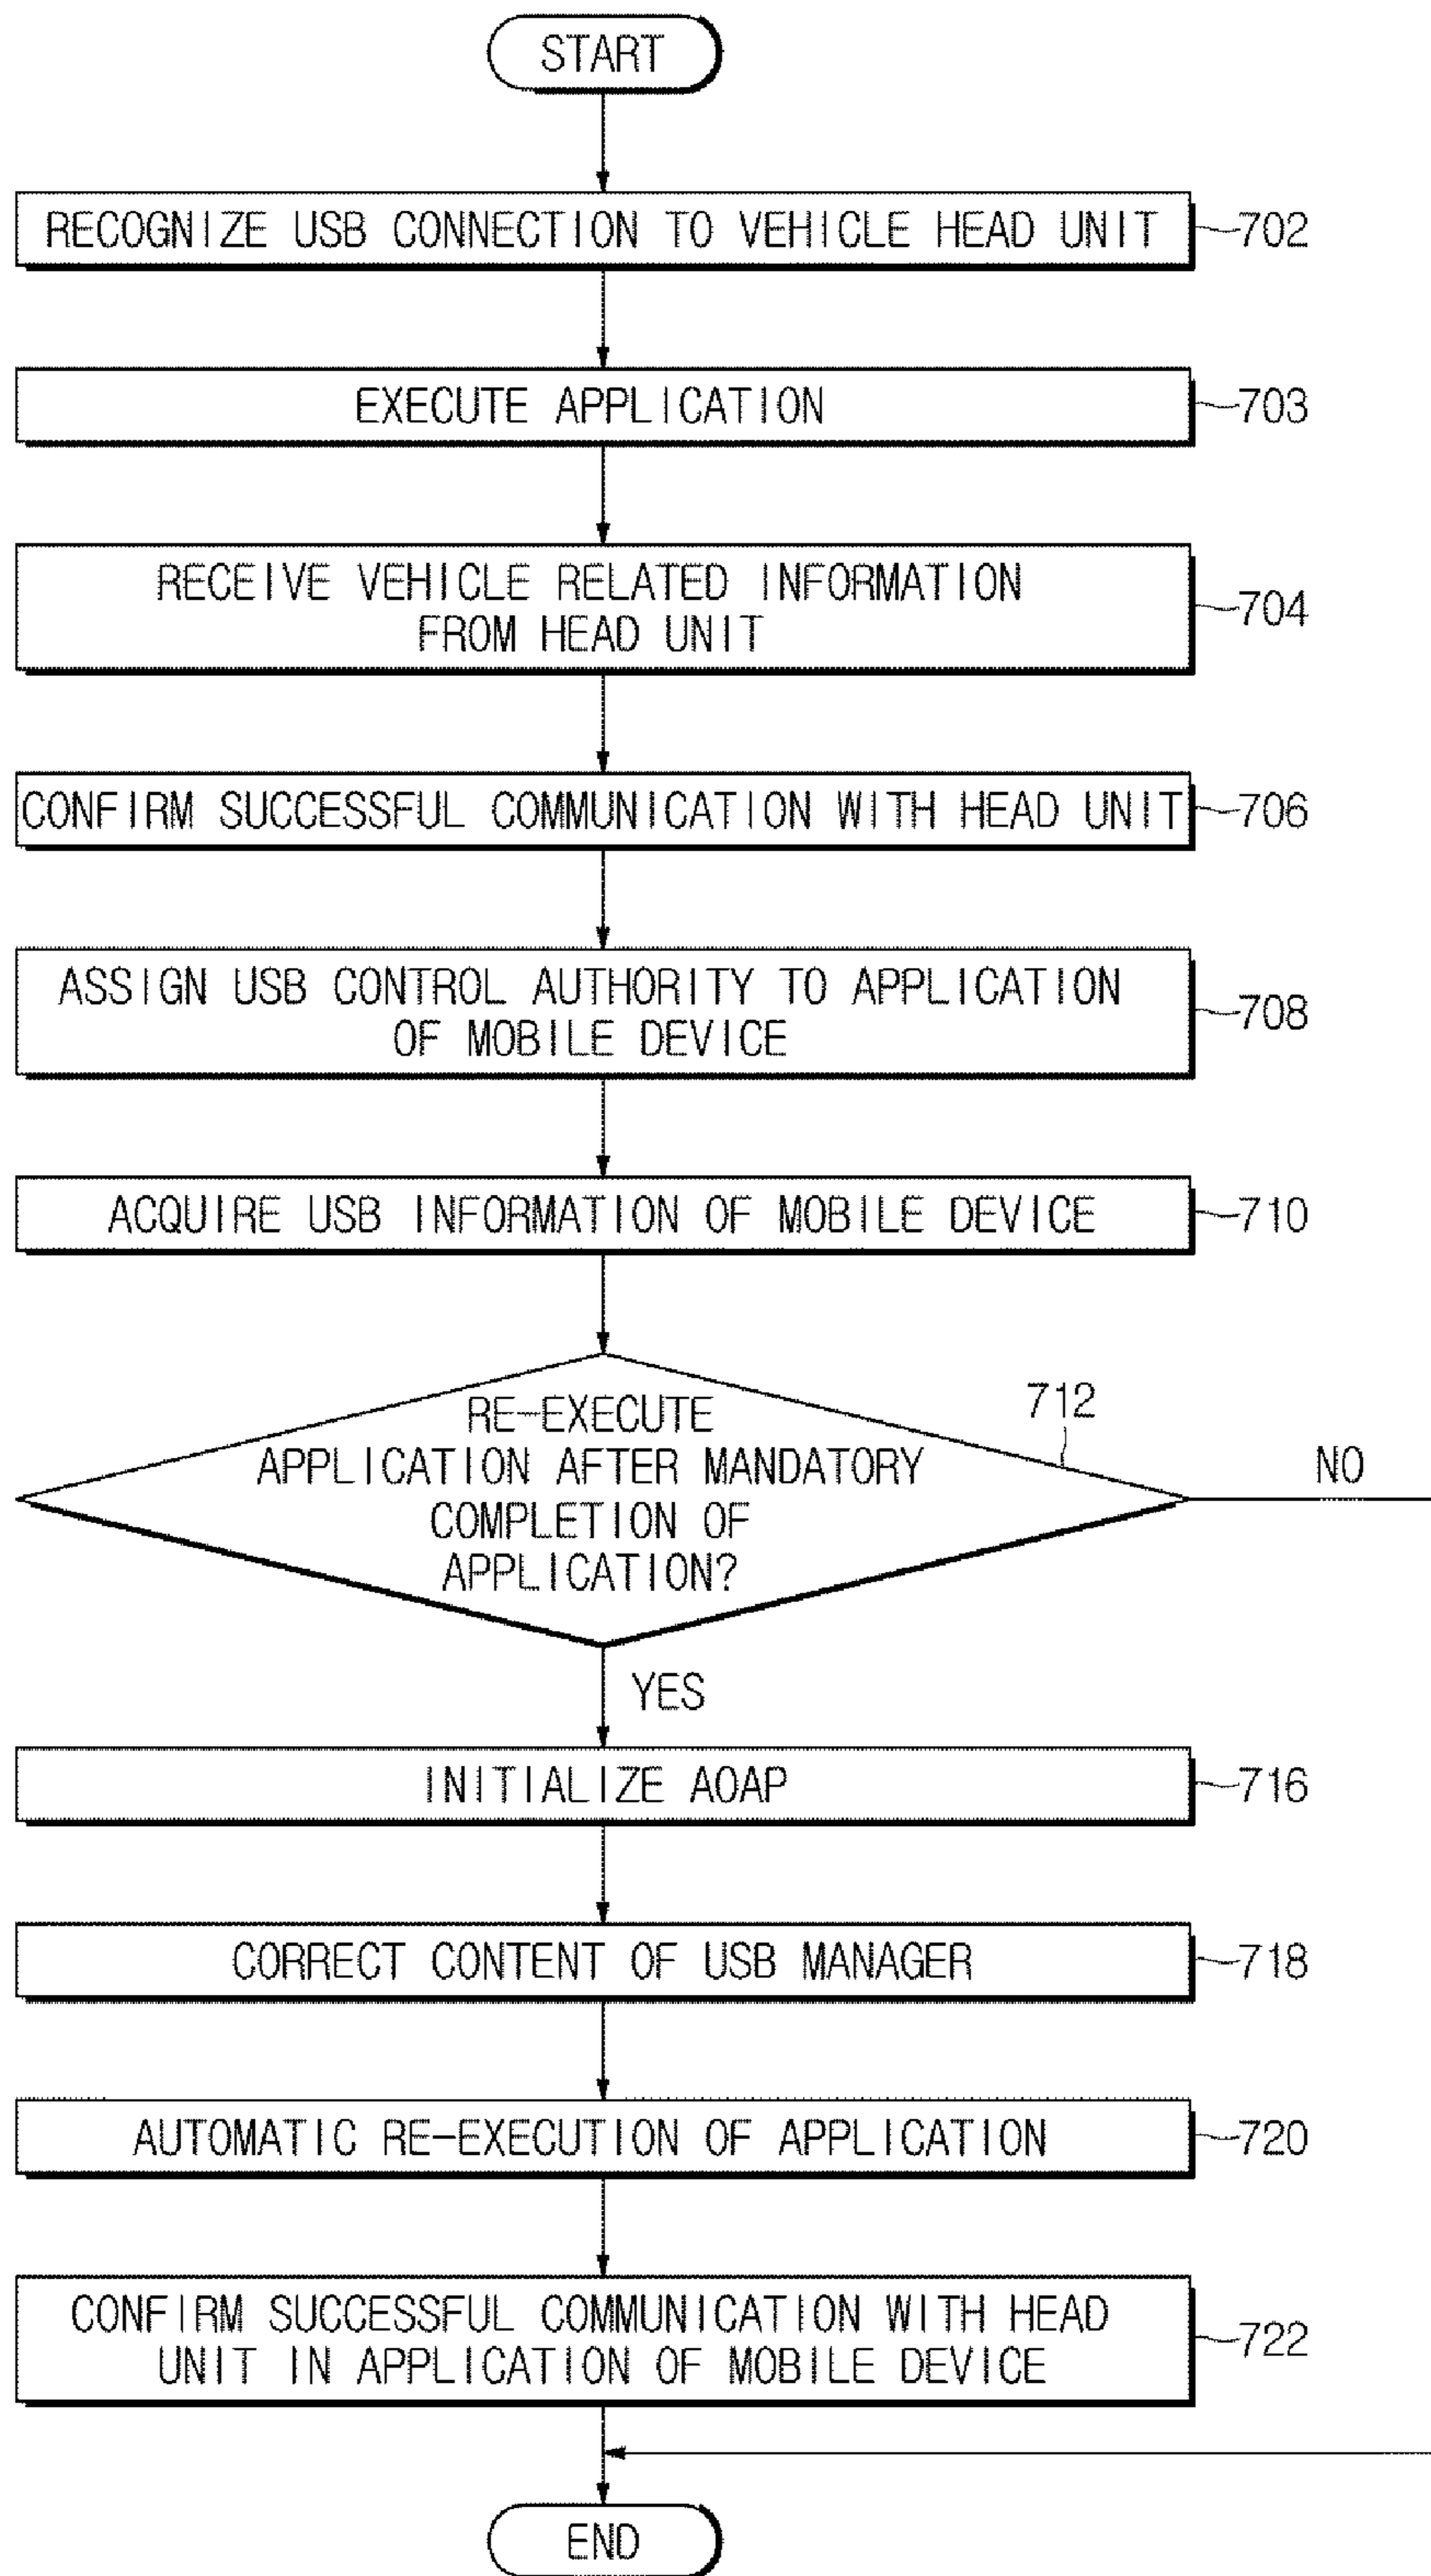 START
RECOGNIZE USB CONNECTION TO VEHICLE HEAD UNIT
702
EXECUTE APPLICATION
703
RECEIVE VEHICLE RELATED INFORMATION
FROM HEAD UNIT
704
CONFIRM SUCCESSFUL COMMUNICATION WITH HEAD UNIT
706
ASSIGN USB CONTROL AUTHORITY TO APPLICATION
OF MOBILE DEVICE
708
ACQUIRE USB INFORMATION OF MOBILE DEVICE
710
RE-EXECUTE
APPLICATION AFTER MANDATORY
COMPLETION OF
APPLICATION?
712
NO
YES
INITIALIZE AOAP
716
CORRECT CONTENT OF USB MANAGER
718
AUTOMATIC RE-EXECUTION OF APPLICATION
720
CONFIRM SUCCESSFUL COMMUNICATION WITH HEAD
UNIT IN APPLICATION OF MOBILE DEVICE
722
END